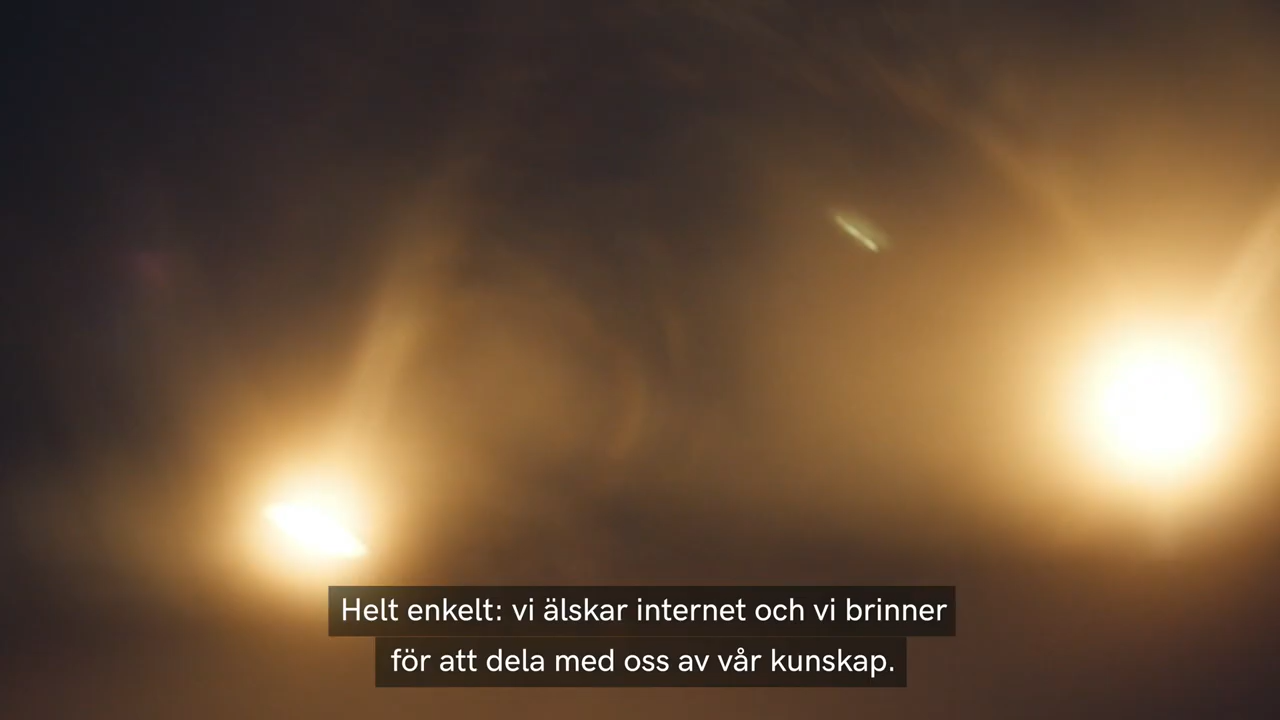 Helt enkelt: vi älskar internet och vi brinner
för att dela med oss av vår kunskap.